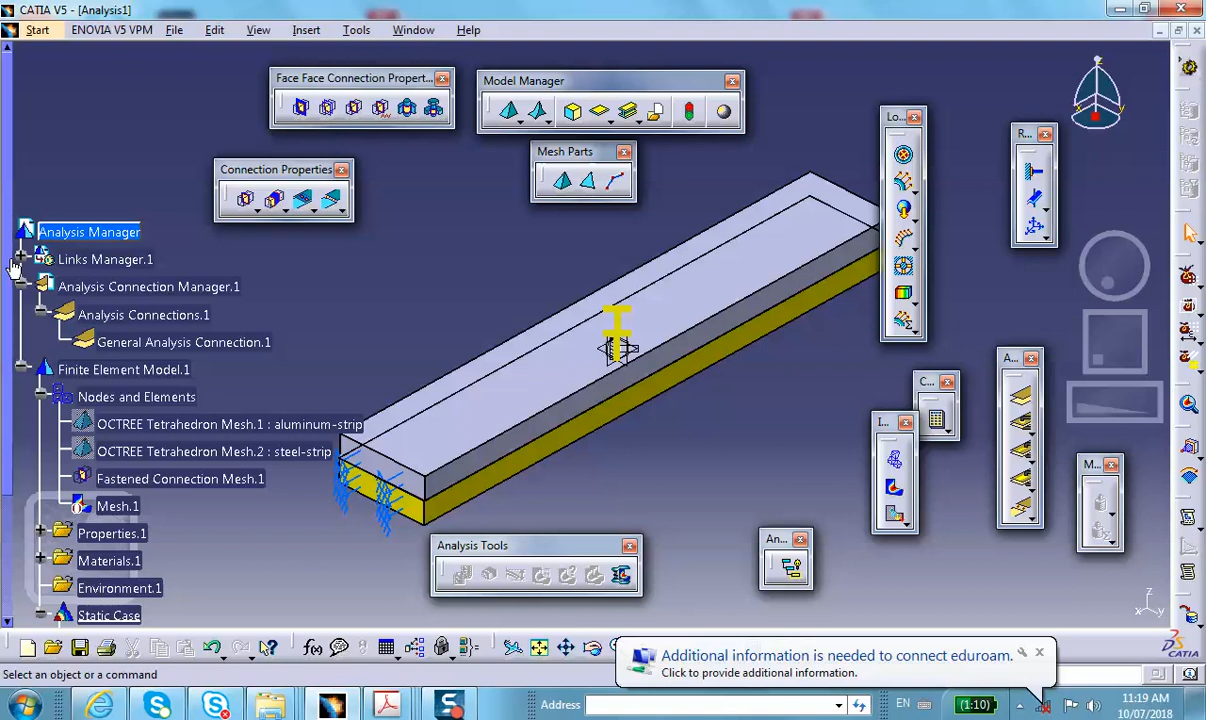 CATIA V5 - [Analysis1]
Start ENOVIA V5 VPM File Edit View Insert Tools Window Help
Face Face Connection Propert...
Model Manager
Lo...
R...
Mesh Parts
Connection Properties
Analysis Manager
Links Manager.1
Analysis Connection Manager.1
Analysis Connections.1
General Analysis Connection.1
Finite Element Model.1
Nodes and Elements
OCTREE Tetrahedron Mesh.1 : aluminum-strip
OCTREE Tetrahedron Mesh.2 : steel-strip
Fastened Connection Mesh.1
Mesh.1
Properties.1
Materials.1
Environment.1
Static Case
A...
C...
I...
M...
Analysis Tools
An...
z
x y
f(x)
CATIA
Additional information is needed to connect eduroam.
Click to provide additional information.
Select an object or a command
Address
EN
(1:10)
11:19 AM
10/07/2018